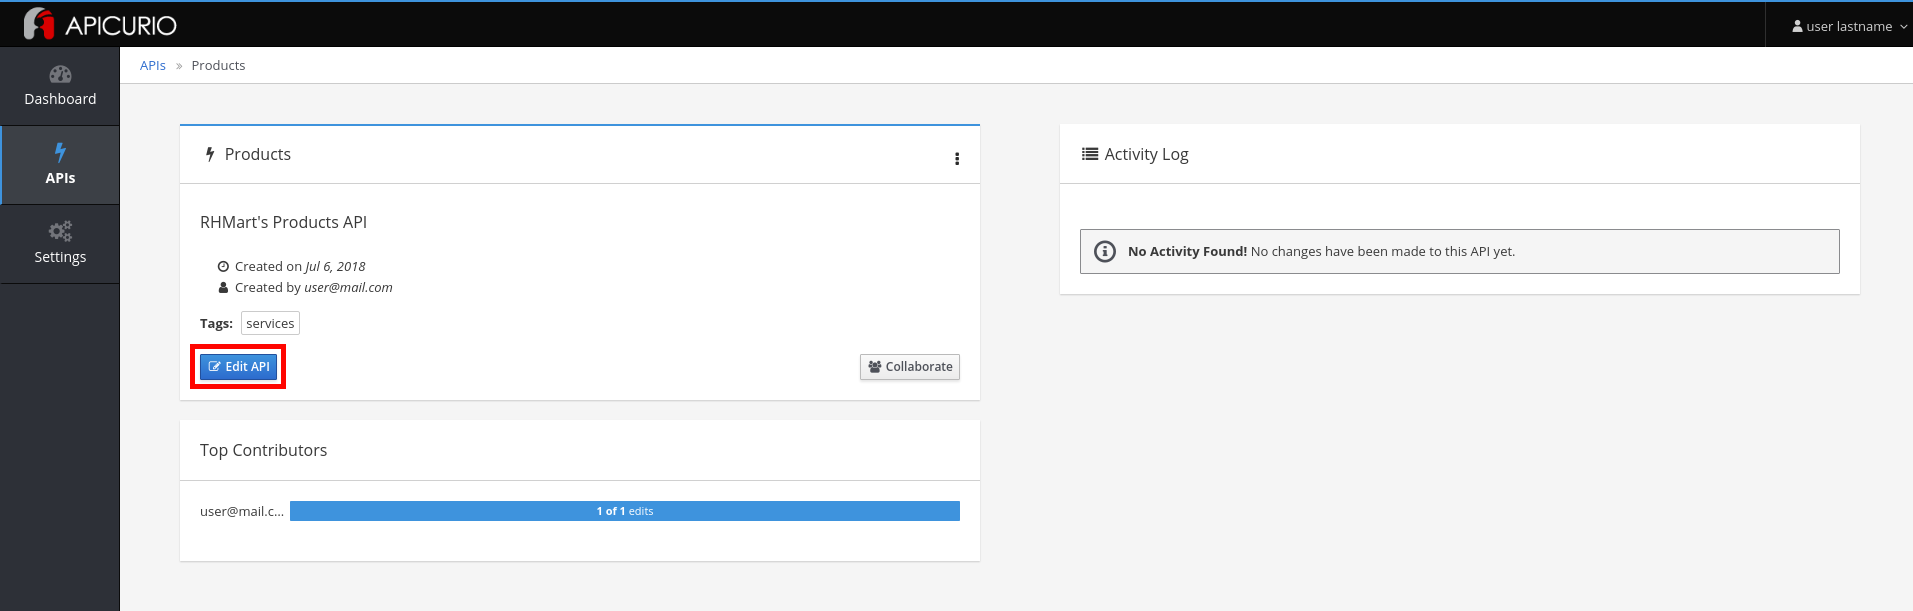 APICURIO
user lastname
Dashboard
APIs
Settings
APIs » Products
Products
RHMart's Products API
Created on Jul 6, 2018
Created by user@mail.com
Tags: services
Edit API
Collaborate
Top Contributors
user@mail.c... 1 of 1 edits
Activity Log
No Activity Found! No changes have been made to this API yet.